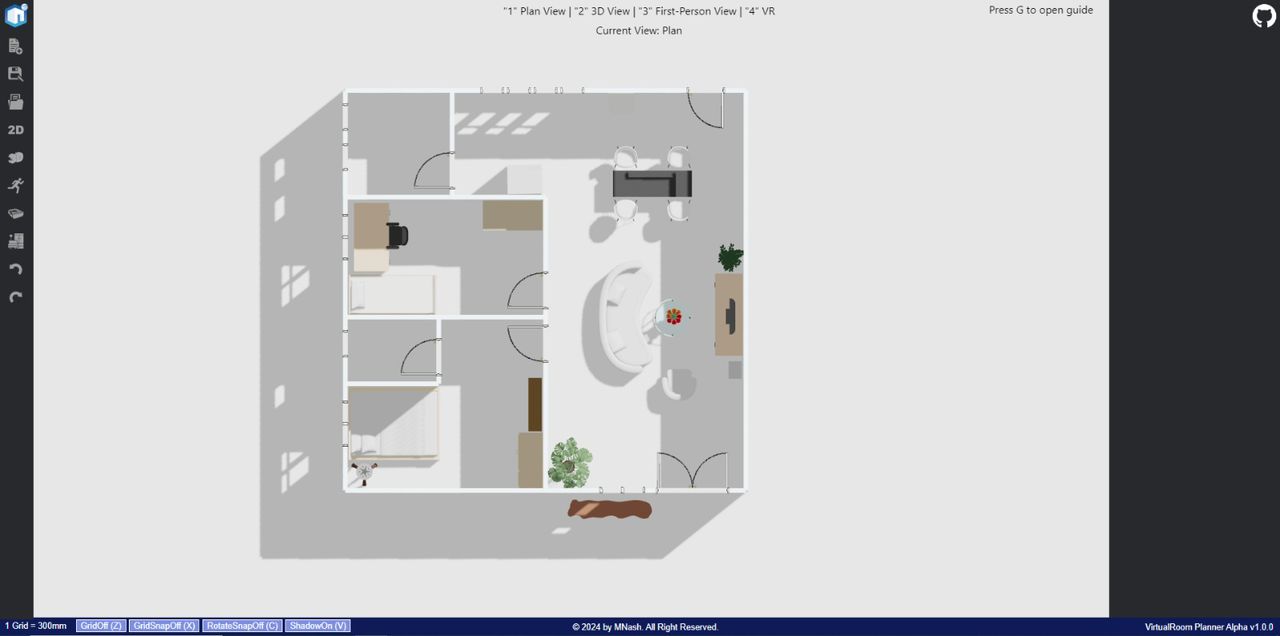 "1" Plan View | "2" 3D View | "3" First-Person View | "4" VR
Current View: Plan
Press G to open guide
2D
3D
1 Grid = 300mm
GridOff (Z)
GridSnapOff (X)
RotateSnapOff (C)
ShadowOn (V)
© 2024 by MNash. All Right Reserved.
VirtualRoom Planner Alpha v1.0.0